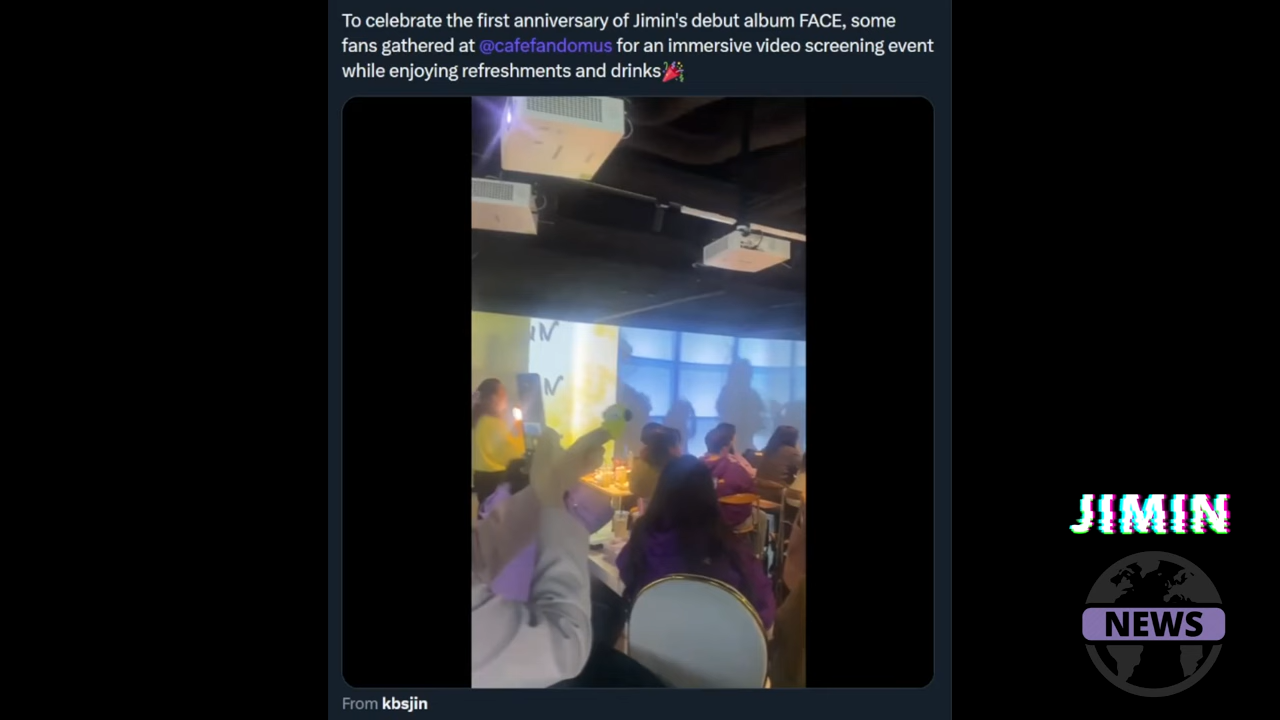 To celebrate the first anniversary of Jimin's debut album FACE, some
fans gathered at @cafefandomus for an immersive video screening event
while enjoying refreshments and drinks🎉
From kbsjin
JIMIN
NEWS